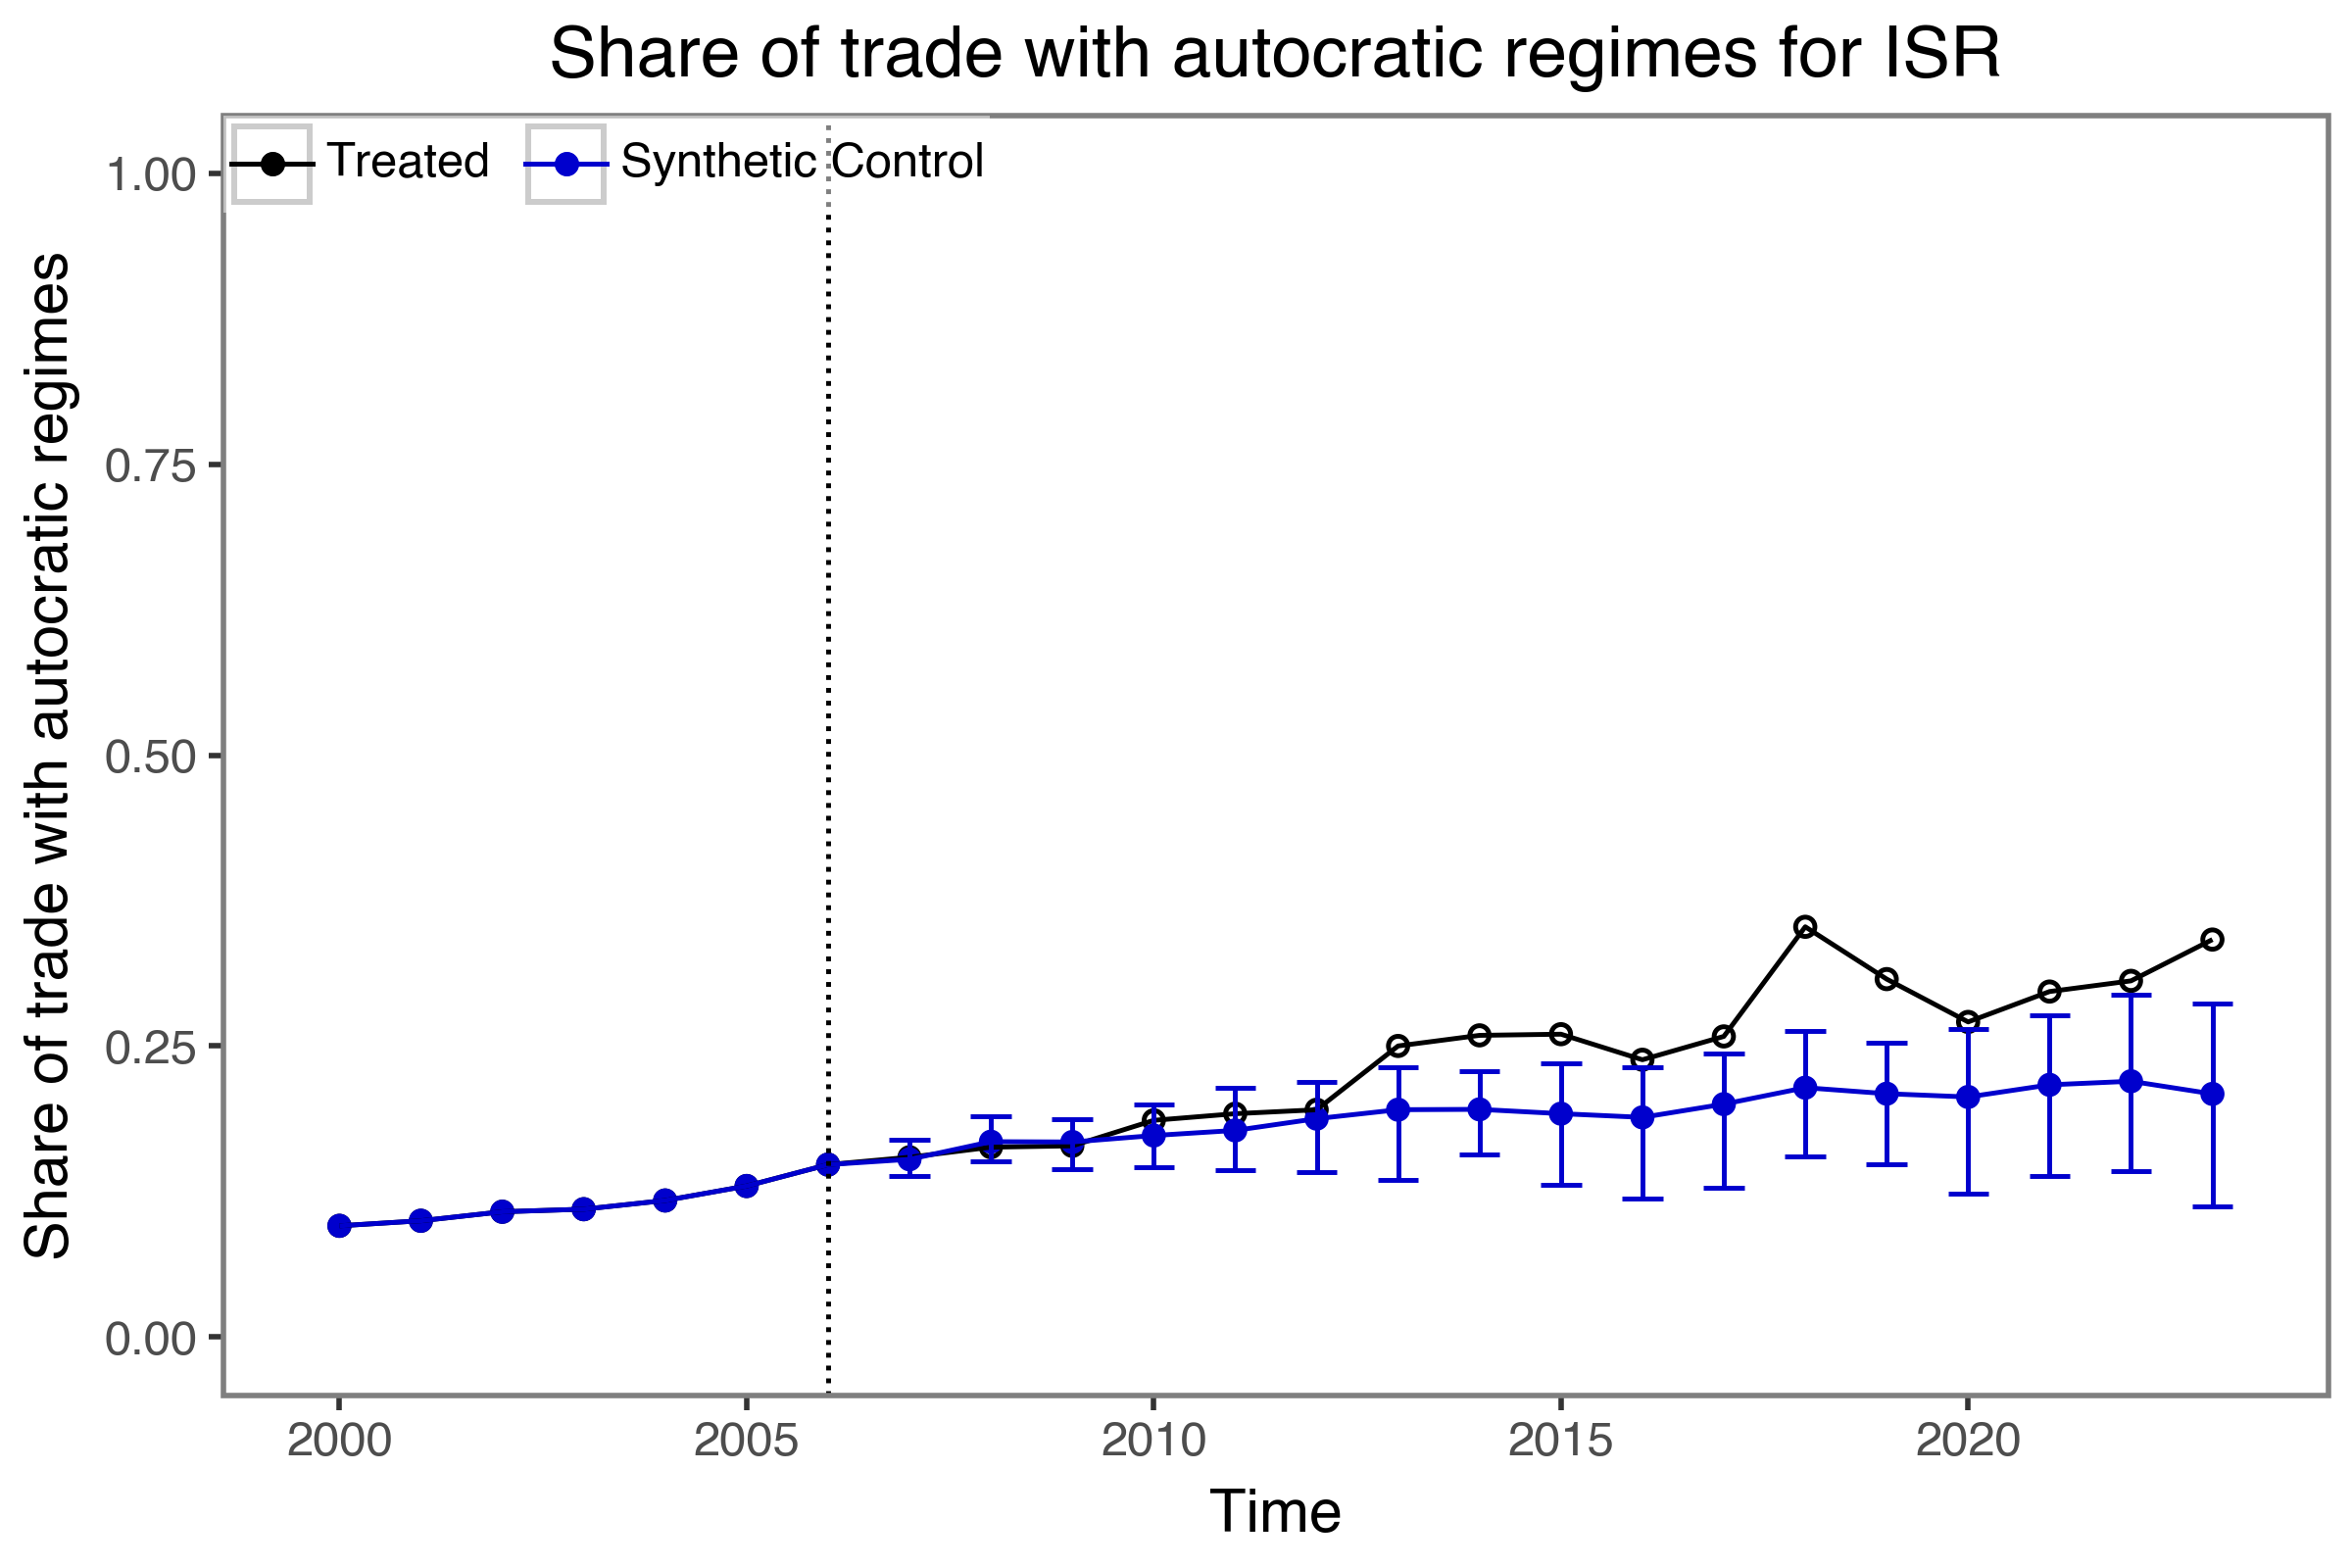 Share of trade with autocratic regimes for ISR
Treated
Synthetic Control
Share of trade with autocratic regimes
1.00
0.75
0.50
0.25
0.00
2000
2005
2010
2015
2020
Time